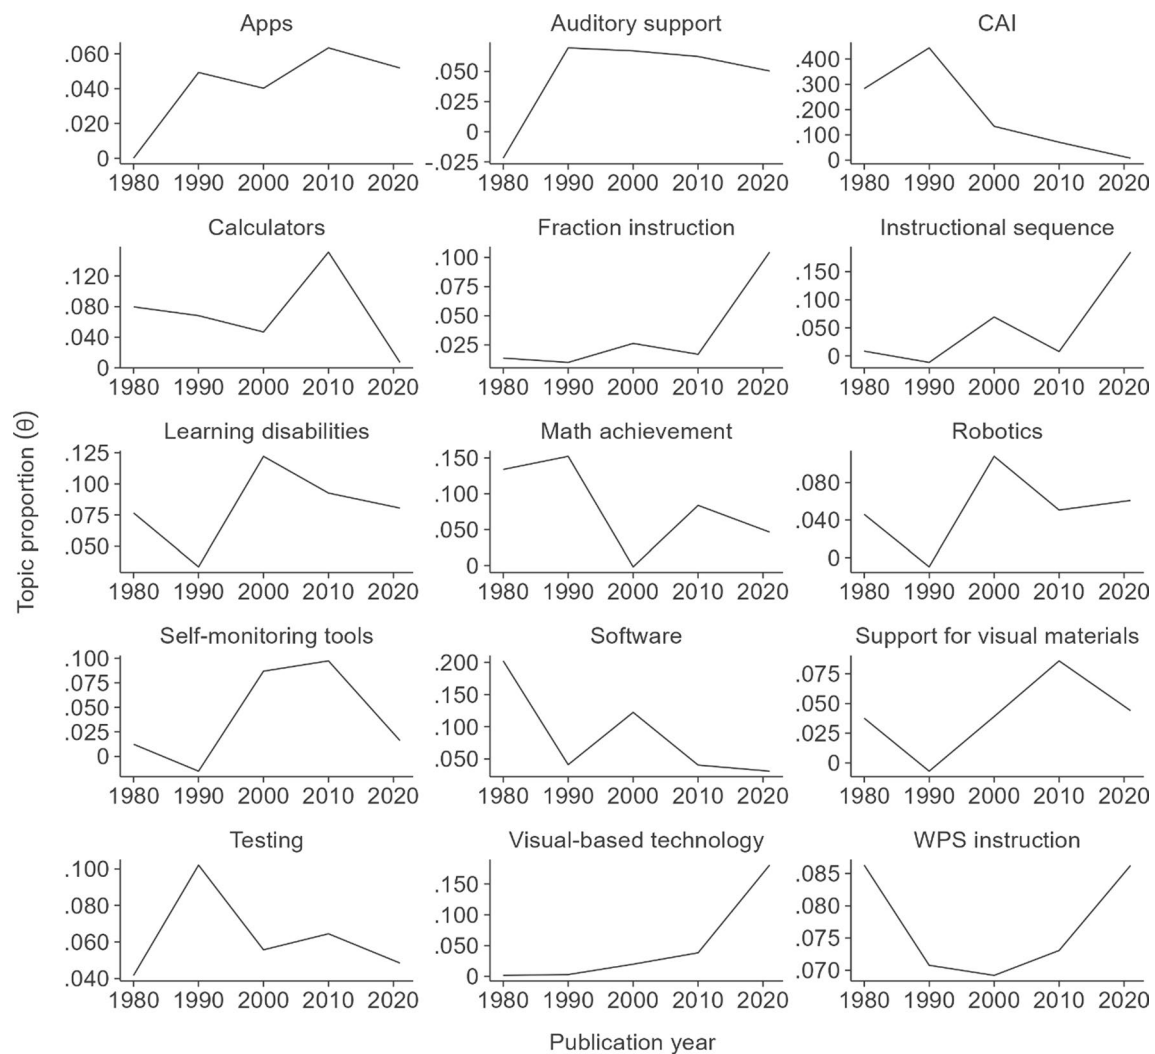 Apps
.060
.040
.020
0
1980 1990 2000 2010 2020
Auditory support
.050
.025
0
-.025
1980 1990 2000 2010 2020
CAI
.400
.300
.200
.100
0
1980 1990 2000 2010 2020
Calculators
.120
.080
.040
0
1980 1990 2000 2010 2020
Fraction instruction
.100
.075
.050
.025
1980 1990 2000 2010 2020
Instructional sequence
.150
.100
.050
0
1980 1990 2000 2010 2020
Learning disabilities
.125
.100
.075
.050
1980 1990 2000 2010 2020
Math achievement
.150
.100
.050
0
1980 1990 2000 2010 2020
Robotics
.080
.040
0
1980 1990 2000 2010 2020
Self-monitoring tools
.100
.075
.050
.025
0
1980 1990 2000 2010 2020
Software
.200
.150
.100
.050
1980 1990 2000 2010 2020
Support for visual materials
.075
.050
.025
0
1980 1990 2000 2010 2020
Testing
.100
.080
.060
.040
1980 1990 2000 2010 2020
Visual-based technology
.150
.100
.050
0
1980 1990 2000 2010 2020
WPS instruction
.085
.080
.075
.070
1980 1990 2000 2010 2020
Topic proportion (θ)
Publication year